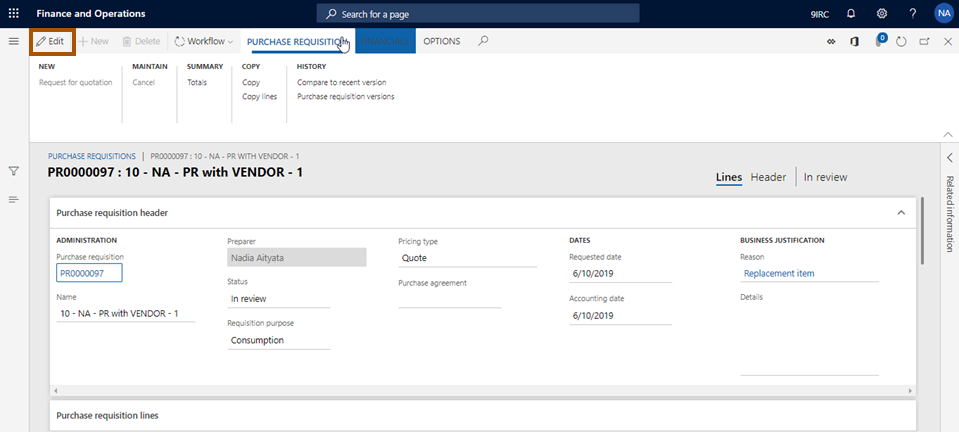 Finance and Operations
Search for a page
9IRC
?
NA
Edit
New
Delete
Workflow
PURCHASE REQUISITION
FINANCIALS
OPTIONS
0
NEW
Request for quotation
MAINTAIN
Cancel
SUMMARY
Totals
COPY
Copy
Copy lines
HISTORY
Compare to recent version
Purchase requisition versions
PURCHASE REQUISITIONS | PR0000097 : 10 - NA - PR WITH VENDOR - 1
PR0000097 : 10 - NA - PR with VENDOR - 1
Lines
Header
In review
Related information
Purchase requisition header
ADMINISTRATION
Purchase requisition
PR0000097
Name
10 - NA - PR with VENDOR - 1
Preparer
Nadia Aityata
Status
In review
Requisition purpose
Consumption
Pricing type
Quote
Purchase agreement
DATES
Requested date
6/10/2019
Accounting date
6/10/2019
BUSINESS JUSTIFICATION
Reason
Replacement item
Details
Purchase requisition lines